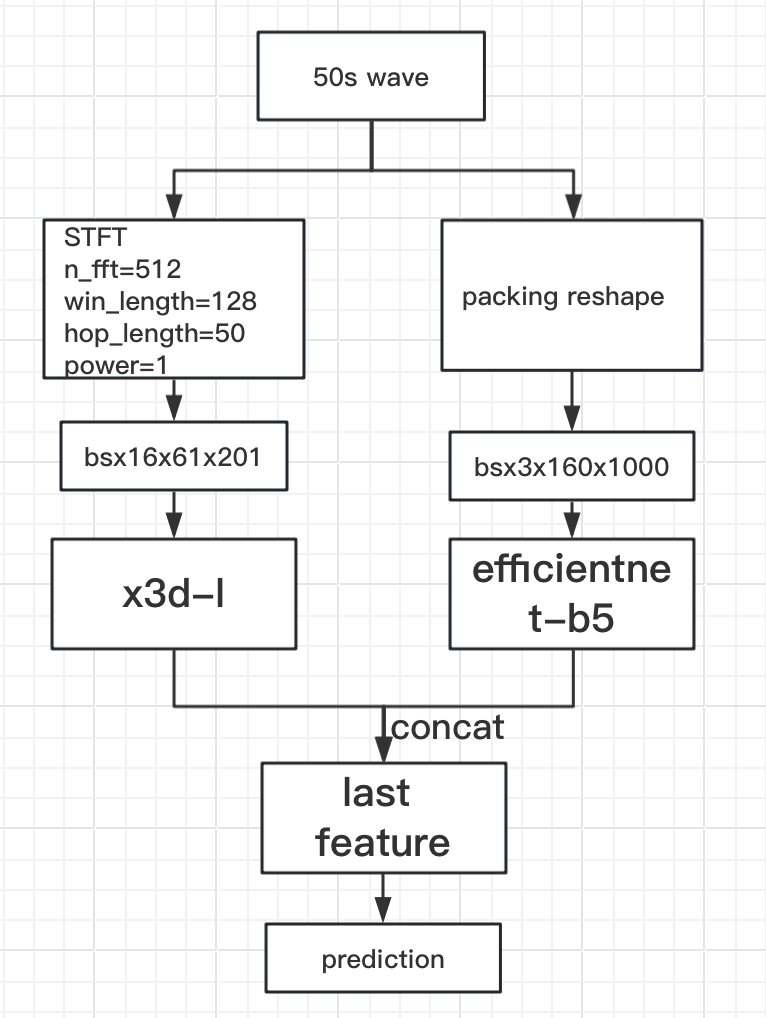 50s wave
STFT
n_fft=512
win_length=128
hop_length=50
power=1
packing reshape
bsx16x61x201
bsx3x160x1000
x3d-l
efficientne
t-b5
concat
last
feature
prediction